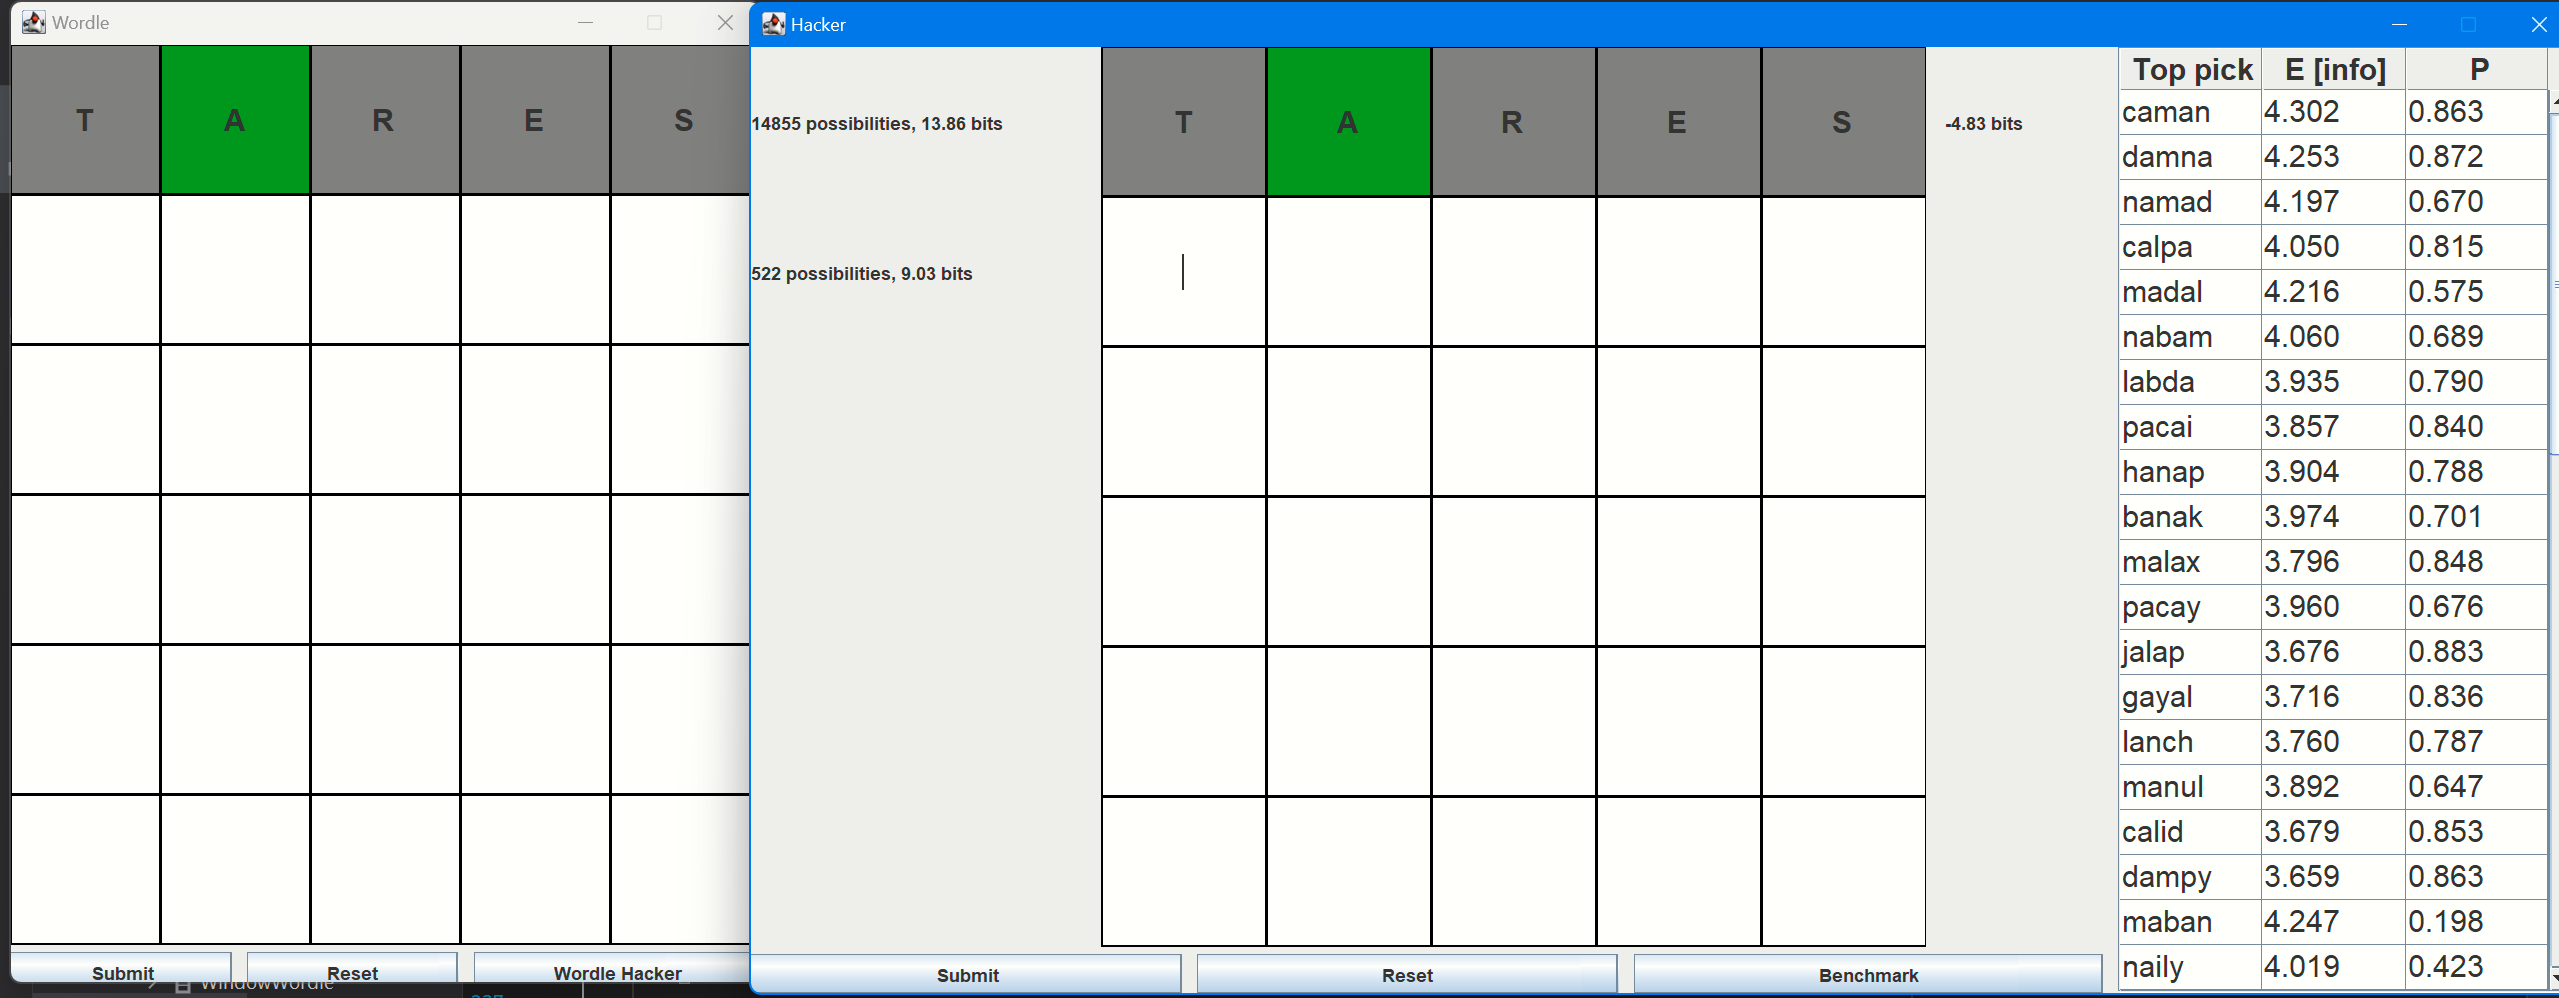 Wordle
T A R E S
Submit Reset Wordle Hacker
WindowWordle
Hacker
14855 possibilities, 13.86 bits
T A R E S
-4.83 bits
522 possibilities, 9.03 bits
Submit Reset Benchmark
Top pick E [info] P
caman 4.302 0.863
damna 4.253 0.872
namad 4.197 0.670
calpa 4.050 0.815
madal 4.216 0.575
nabam 4.060 0.689
labda 3.935 0.790
pacai 3.857 0.840
hanap 3.904 0.788
banak 3.974 0.701
malax 3.796 0.848
pacay 3.960 0.676
jalap 3.676 0.883
gayal 3.716 0.836
lanch 3.760 0.787
manul 3.892 0.647
calid 3.679 0.853
dampy 3.659 0.863
maban 4.247 0.198
naily 4.019 0.423